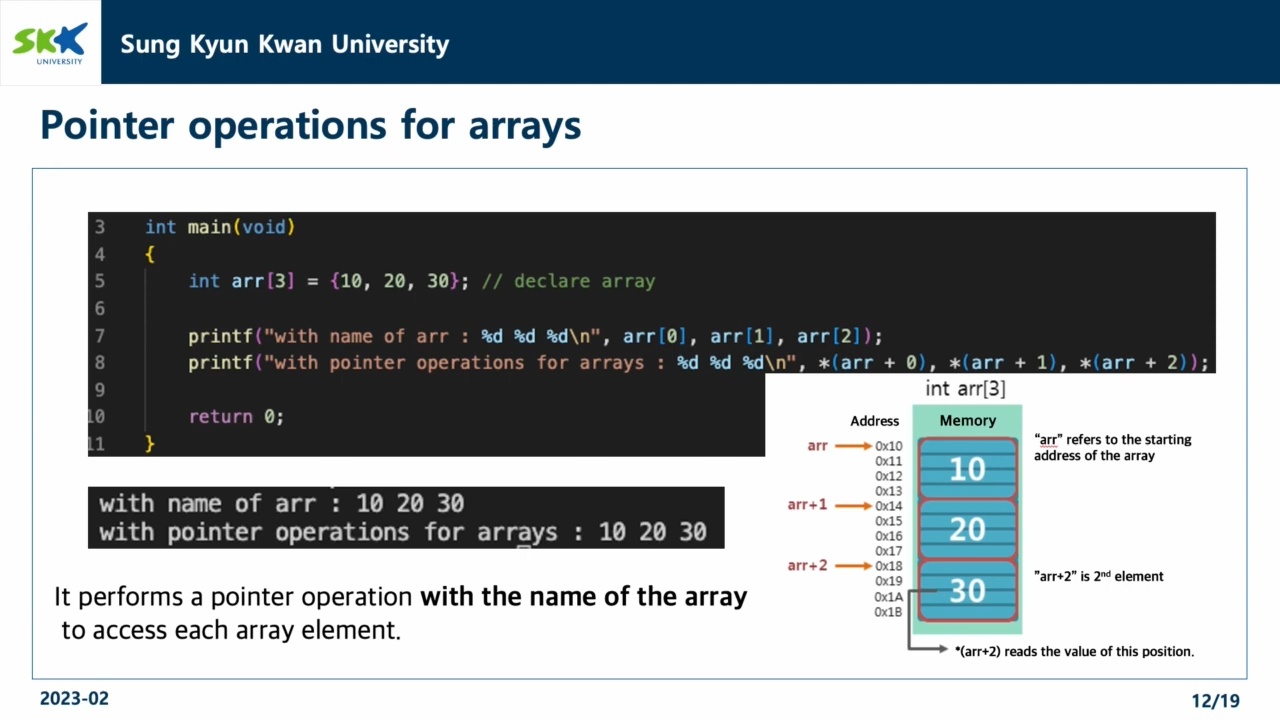 SKK
UNIVERSITY
Sung Kyun Kwan University
Pointer operations for arrays
3 int main(void)
4 {
5 int arr[3] = {10, 20, 30}; // declare array
6
7 printf("with name of arr : %d %d %d\n", arr[0], arr[1], arr[2]);
8 printf("with pointer operations for arrays : %d %d %d\n", *(arr + 0), *(arr + 1), *(arr + 2));
9
10 return 0;
11 }
with name of arr : 10 20 30
with pointer operations for arrays : 10 20 30
It performs a pointer operation with the name of the array
to access each array element.
int arr[3]
Address Memory
arr 0x10
0x11
0x12
0x13
10
arr+1 0x14
0x15
0x16
0x17
20
arr+2 0x18
0x19
0x1A
0x1B
30
"arr" refers to the starting
address of the array
"arr+2" is 2nd element
*(arr+2) reads the value of this position.
2023-02
12/19